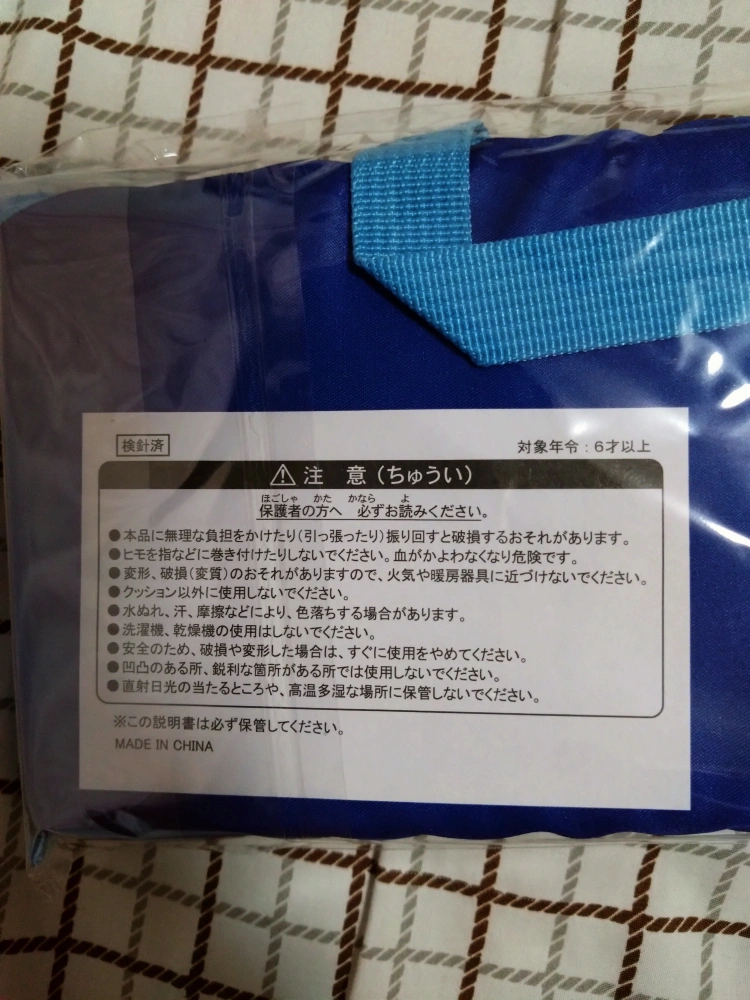 検針済
対象年令：6才以上
⚠注　意（ちゅうい）
ほごしゃ　かた　かなら　よ
保護者の方へ　必ずお読みください。
●本品に無理な負担をかけたり（引っ張ったり）振り回すと破損するおそれがあります。
●ヒモを指などに巻き付けたりしないでください。血がかよわなくなり危険です。
●変形、破損（変質）のおそれがありますので、火気や暖房器具に近づけないでください。
●クッション以外に使用しないでください。
●水ぬれ、汗、摩擦などにより、色落ちする場合があります。
●洗濯機、乾燥機の使用はしないでください。
●安全のため、破損や変形した場合は、すぐに使用をやめてください。
●凹凸のある所、鋭利な箇所がある所では使用しないでください。
●直射日光の当たるところや、高温多湿な場所に保管しないでください。
※この説明書は必ず保管してください。
MADE IN CHINA